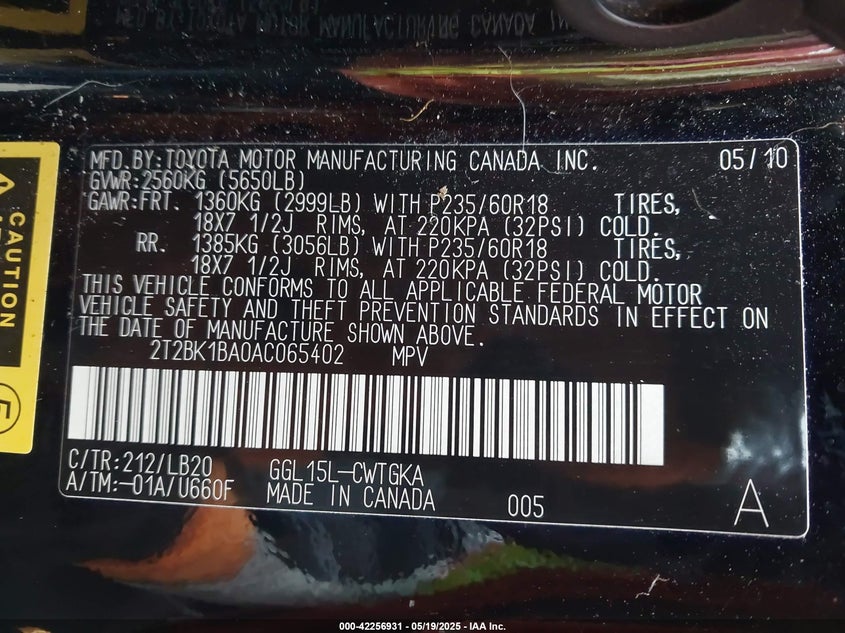 MFD.BY:TOYOTA MOTOR MANUFACTURING CANADA INC. 05/10
GVWR:2560KG (5650LB)
GAWR:FRT. 1360KG (2999LB) WITH P235/60R18 TIRES,
18X7 1/2J RIMS, AT 220KPA (32PSI) COLD.
RR. 1385KG (3056LB) WITH P235/60R18 TIRES,
18X7 1/2J RIMS, AT 220KPA (32PSI) COLD.
THIS VEHICLE CONFORMS TO ALL APPLICABLE FEDERAL MOTOR
VEHICLE SAFETY AND THEFT PREVENTION STANDARDS IN EFFECT ON
THE DATE OF MANUFACTURE SHOWN ABOVE.
2T2BK1BA0AC065402 MPV
C/TR:212/LB20 GGL15L-CWTGKA
A/TM:-01A/U660F MADE IN CANADA 005 A
CAUTION
000-42256931 - 05/19/2025 - IAA Inc.